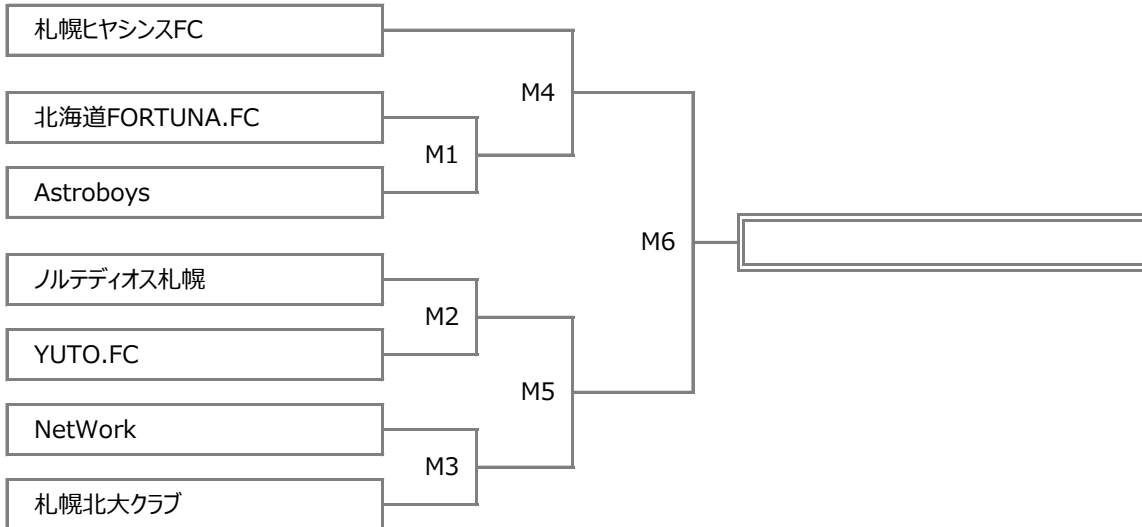 札幌ヒヤシンスFC
M4
北海道FORTUNA.FC
M1
Astroboys
M6
ノルテディオス札幌
M2
YUTO.FC
M5
NetWork
M3
札幌北大クラブ